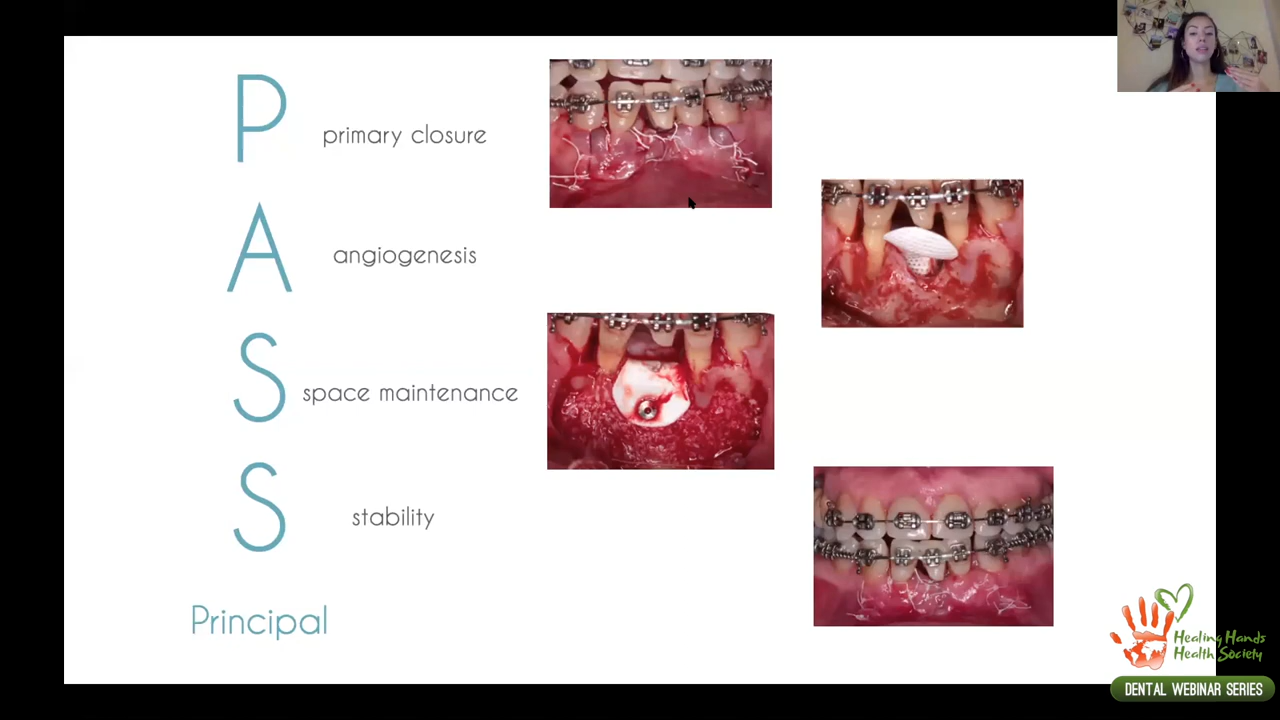 P
primary closure
A
angiogenesis
S
space maintenance
S
stability
Principal
Healing Hands
Health Society
DENTAL WEBINAR SERIES